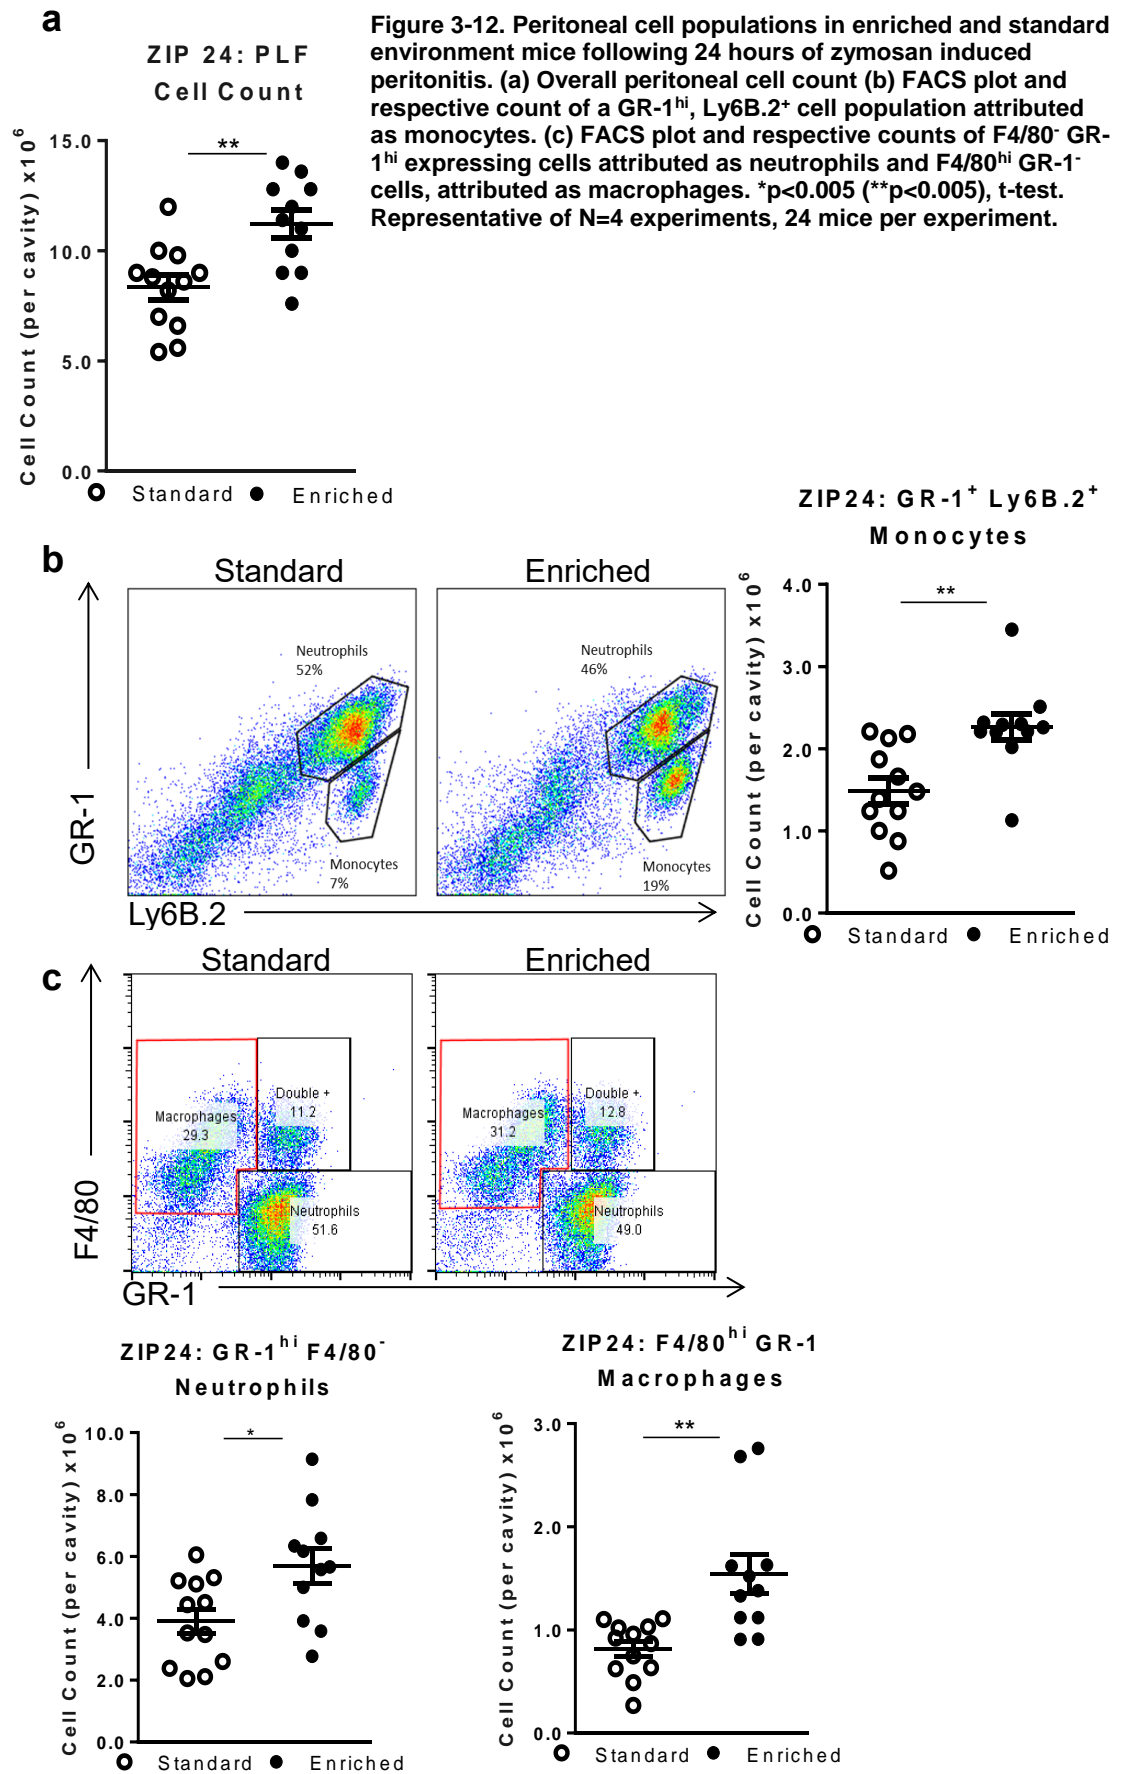 a
ZIP 24: PLF
Cell Count
Figure 3-12. Peritoneal cell populations in enriched and standard
environment mice following 24 hours of zymosan induced
peritonitis. (a) Overall peritoneal cell count (b) FACS plot and
respective count of a GR-1hi, Ly6B.2+ cell population attributed
as monocytes. (c) FACS plot and respective counts of F4/80- GR-
1hi expressing cells attributed as neutrophils and F4/80hi GR-1-
cells, attributed as macrophages. *p<0.005 (**p<0.005), t-test.
Representative of N=4 experiments, 24 mice per experiment.
Cell Count (per cavity) x10^6
15.0
10.0
5.0
0.0
**
Standard Enriched
b
Standard
Enriched
GR-1
Neutrophils
52%
Monocytes
7%
Neutrophils
46%
Monocytes
19%
Ly6B.2
ZIP24: GR-1+ Ly6B.2+
Monocytes
Cell Count (per cavity) x10^6
4.0
3.0
2.0
1.0
0.0
**
Standard Enriched
c
Standard
Enriched
F4/80
Macrophages
29.3
Double +
11.2
Neutrophils
51.6
Macrophages
31.2
Double +
12.8
Neutrophils
49.0
GR-1
ZIP24: GR-1hi F4/80-
Neutrophils
Cell Count (per cavity) x10^6
10.0
8.0
6.0
4.0
2.0
0.0
*
Standard Enriched
ZIP24: F4/80hi GR-1
Macrophages
Cell Count (per cavity) x10^6
3.0
2.0
1.0
0.0
**
Standard Enriched